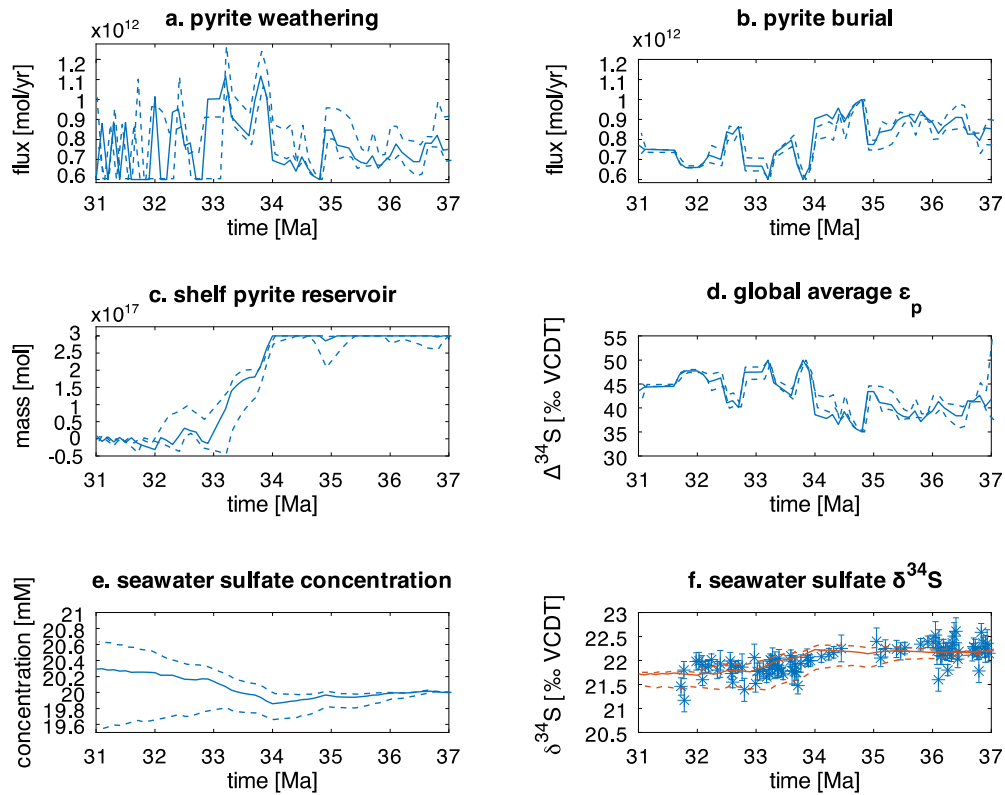 a. pyrite weathering
x10^12
flux [mol/yr]
1.2
1.1
1
0.9
0.8
0.7
0.6
31 32 33 34 35 36 37
time [Ma]
b. pyrite burial
x10^12
flux [mol/yr]
1.2
1.1
1
0.9
0.8
0.7
0.6
31 32 33 34 35 36 37
time [Ma]
c. shelf pyrite reservoir
x10^17
mass [mol]
3
2.5
2
1.5
1
0.5
0
-0.5
31 32 33 34 35 36 37
time [Ma]
d. global average ε_p
Δ^34S [‰ VCDT]
55
50
45
40
35
30
31 32 33 34 35 36 37
time [Ma]
e. seawater sulfate concentration
concentration [mM]
21
20.8
20.4
20
19.8
19.6
31 32 33 34 35 36 37
time [Ma]
f. seawater sulfate δ^34S
δ^34S [‰ VCDT]
23
22.5
22
21.5
21
20.5
31 32 33 34 35 36 37
time [Ma]